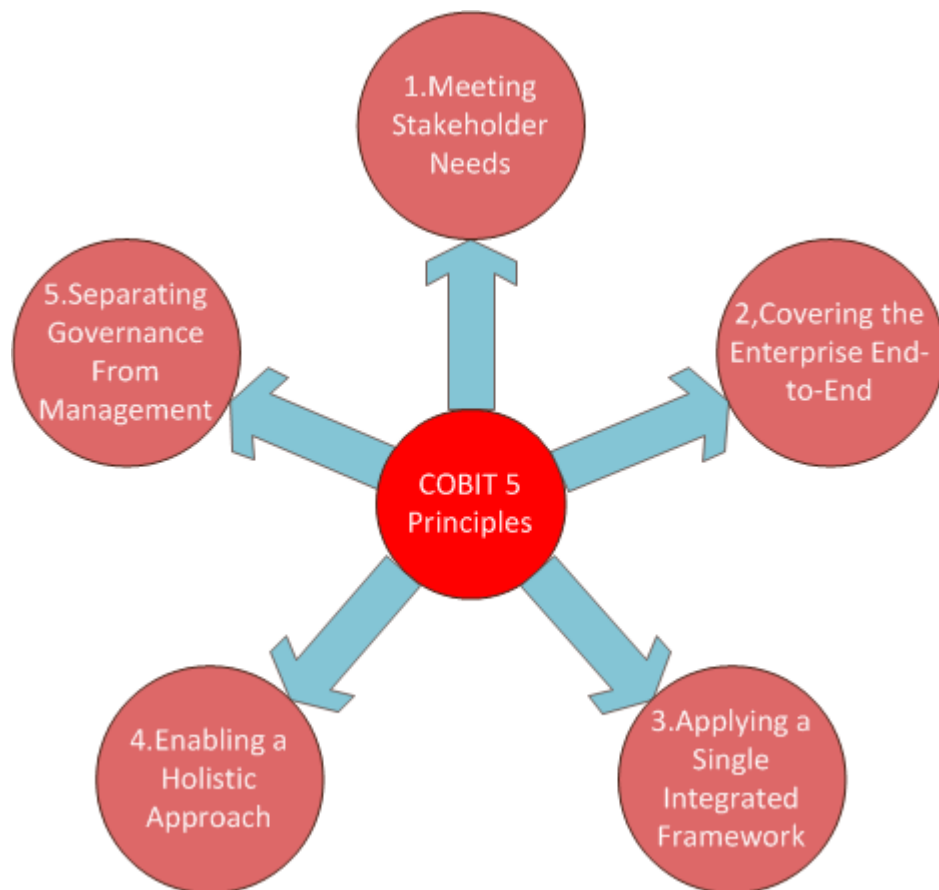 1.Meeting
Stakeholder
Needs
2,Covering the
Enterprise End-
to-End
3.Applying a
Single
Integrated
Framework
4.Enabling a
Holistic
Approach
5.Separating
Governance
From
Management
COBIT 5
Principles